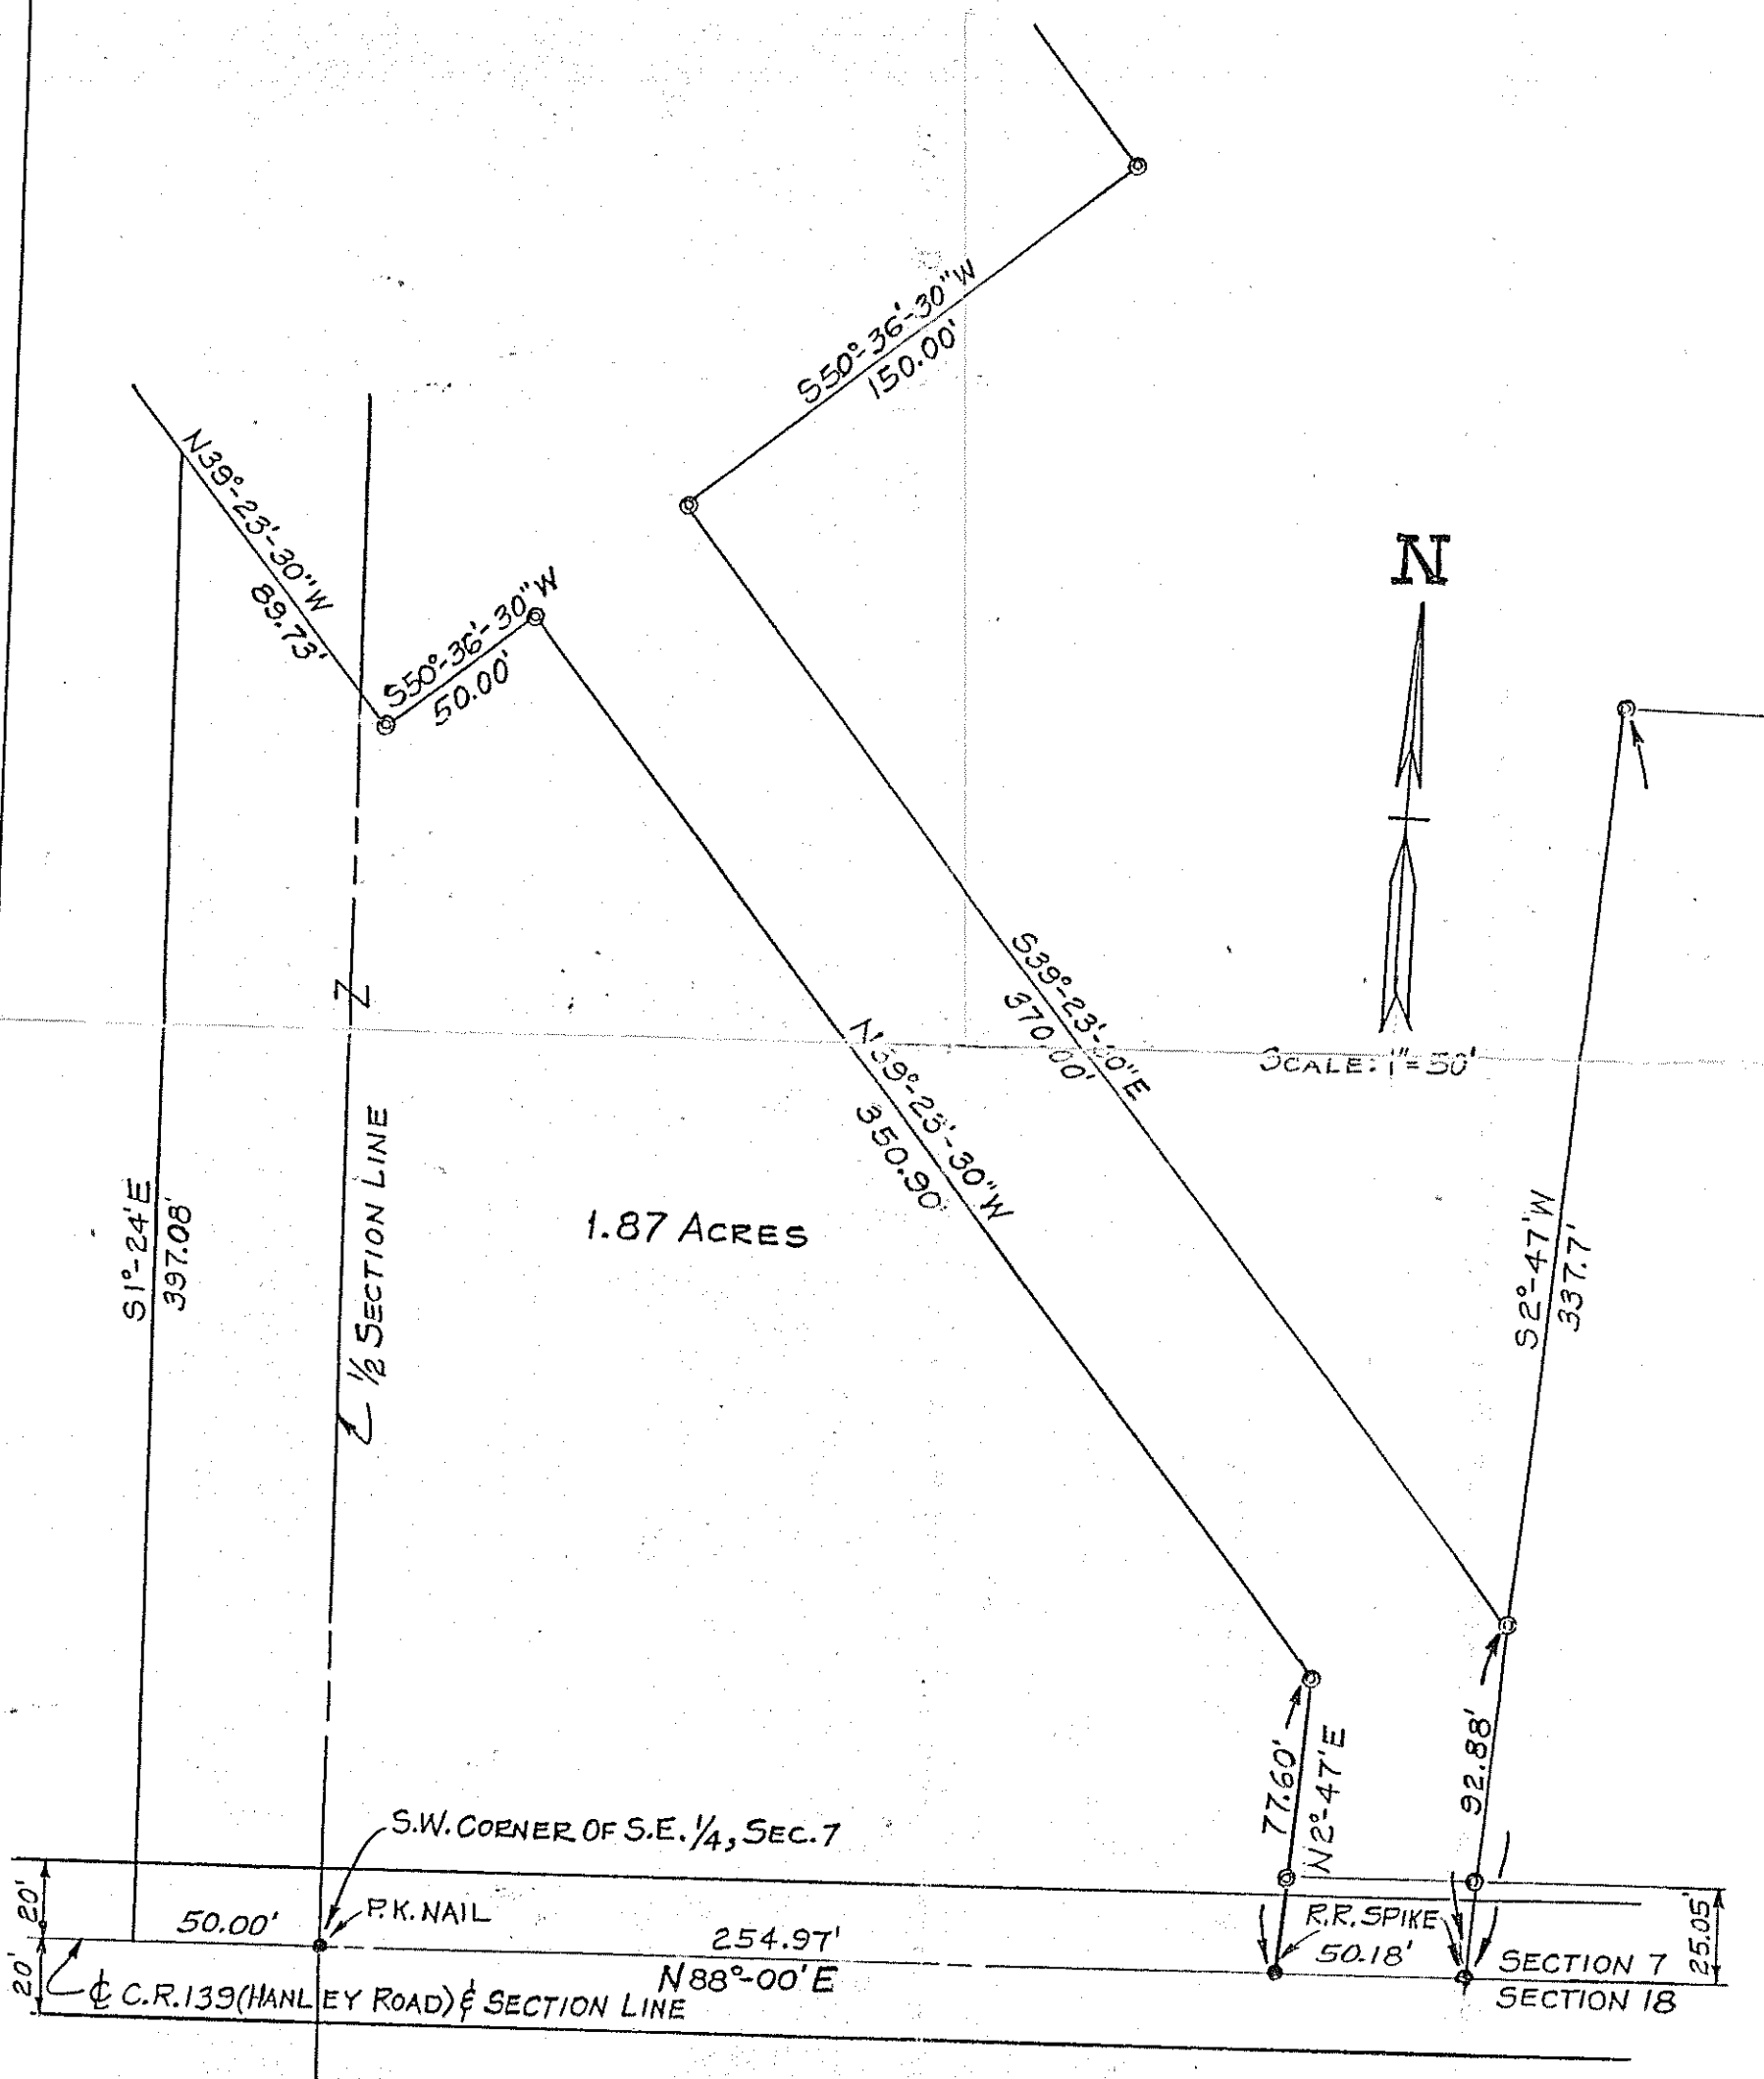 S50°-36'-30"W
150.00'
N39°-23'-30"W
89.73'
S50°-36'-30"W
50.00'
N
SCALE: 1"=50'
S39°-23'-30"E
370.00'
N39°-23'-30"W
350.90'
Z
1/2 SECTION LINE
1.87 ACRES
S1°-24'E
397.08'
S2°-47'W
337.7'
77.60'
N2°-47'E
92.88'
S.W. CORNER OF S.E. 1/4, SEC. 7
P.K. NAIL
20'
20'
50.00'
254.97'
N88°-00'E
R.R. SPIKE
50.18'
25.05'
SECTION 7
SECTION 18
℄ C.R. 139 (HANLEY ROAD) & SECTION LINE